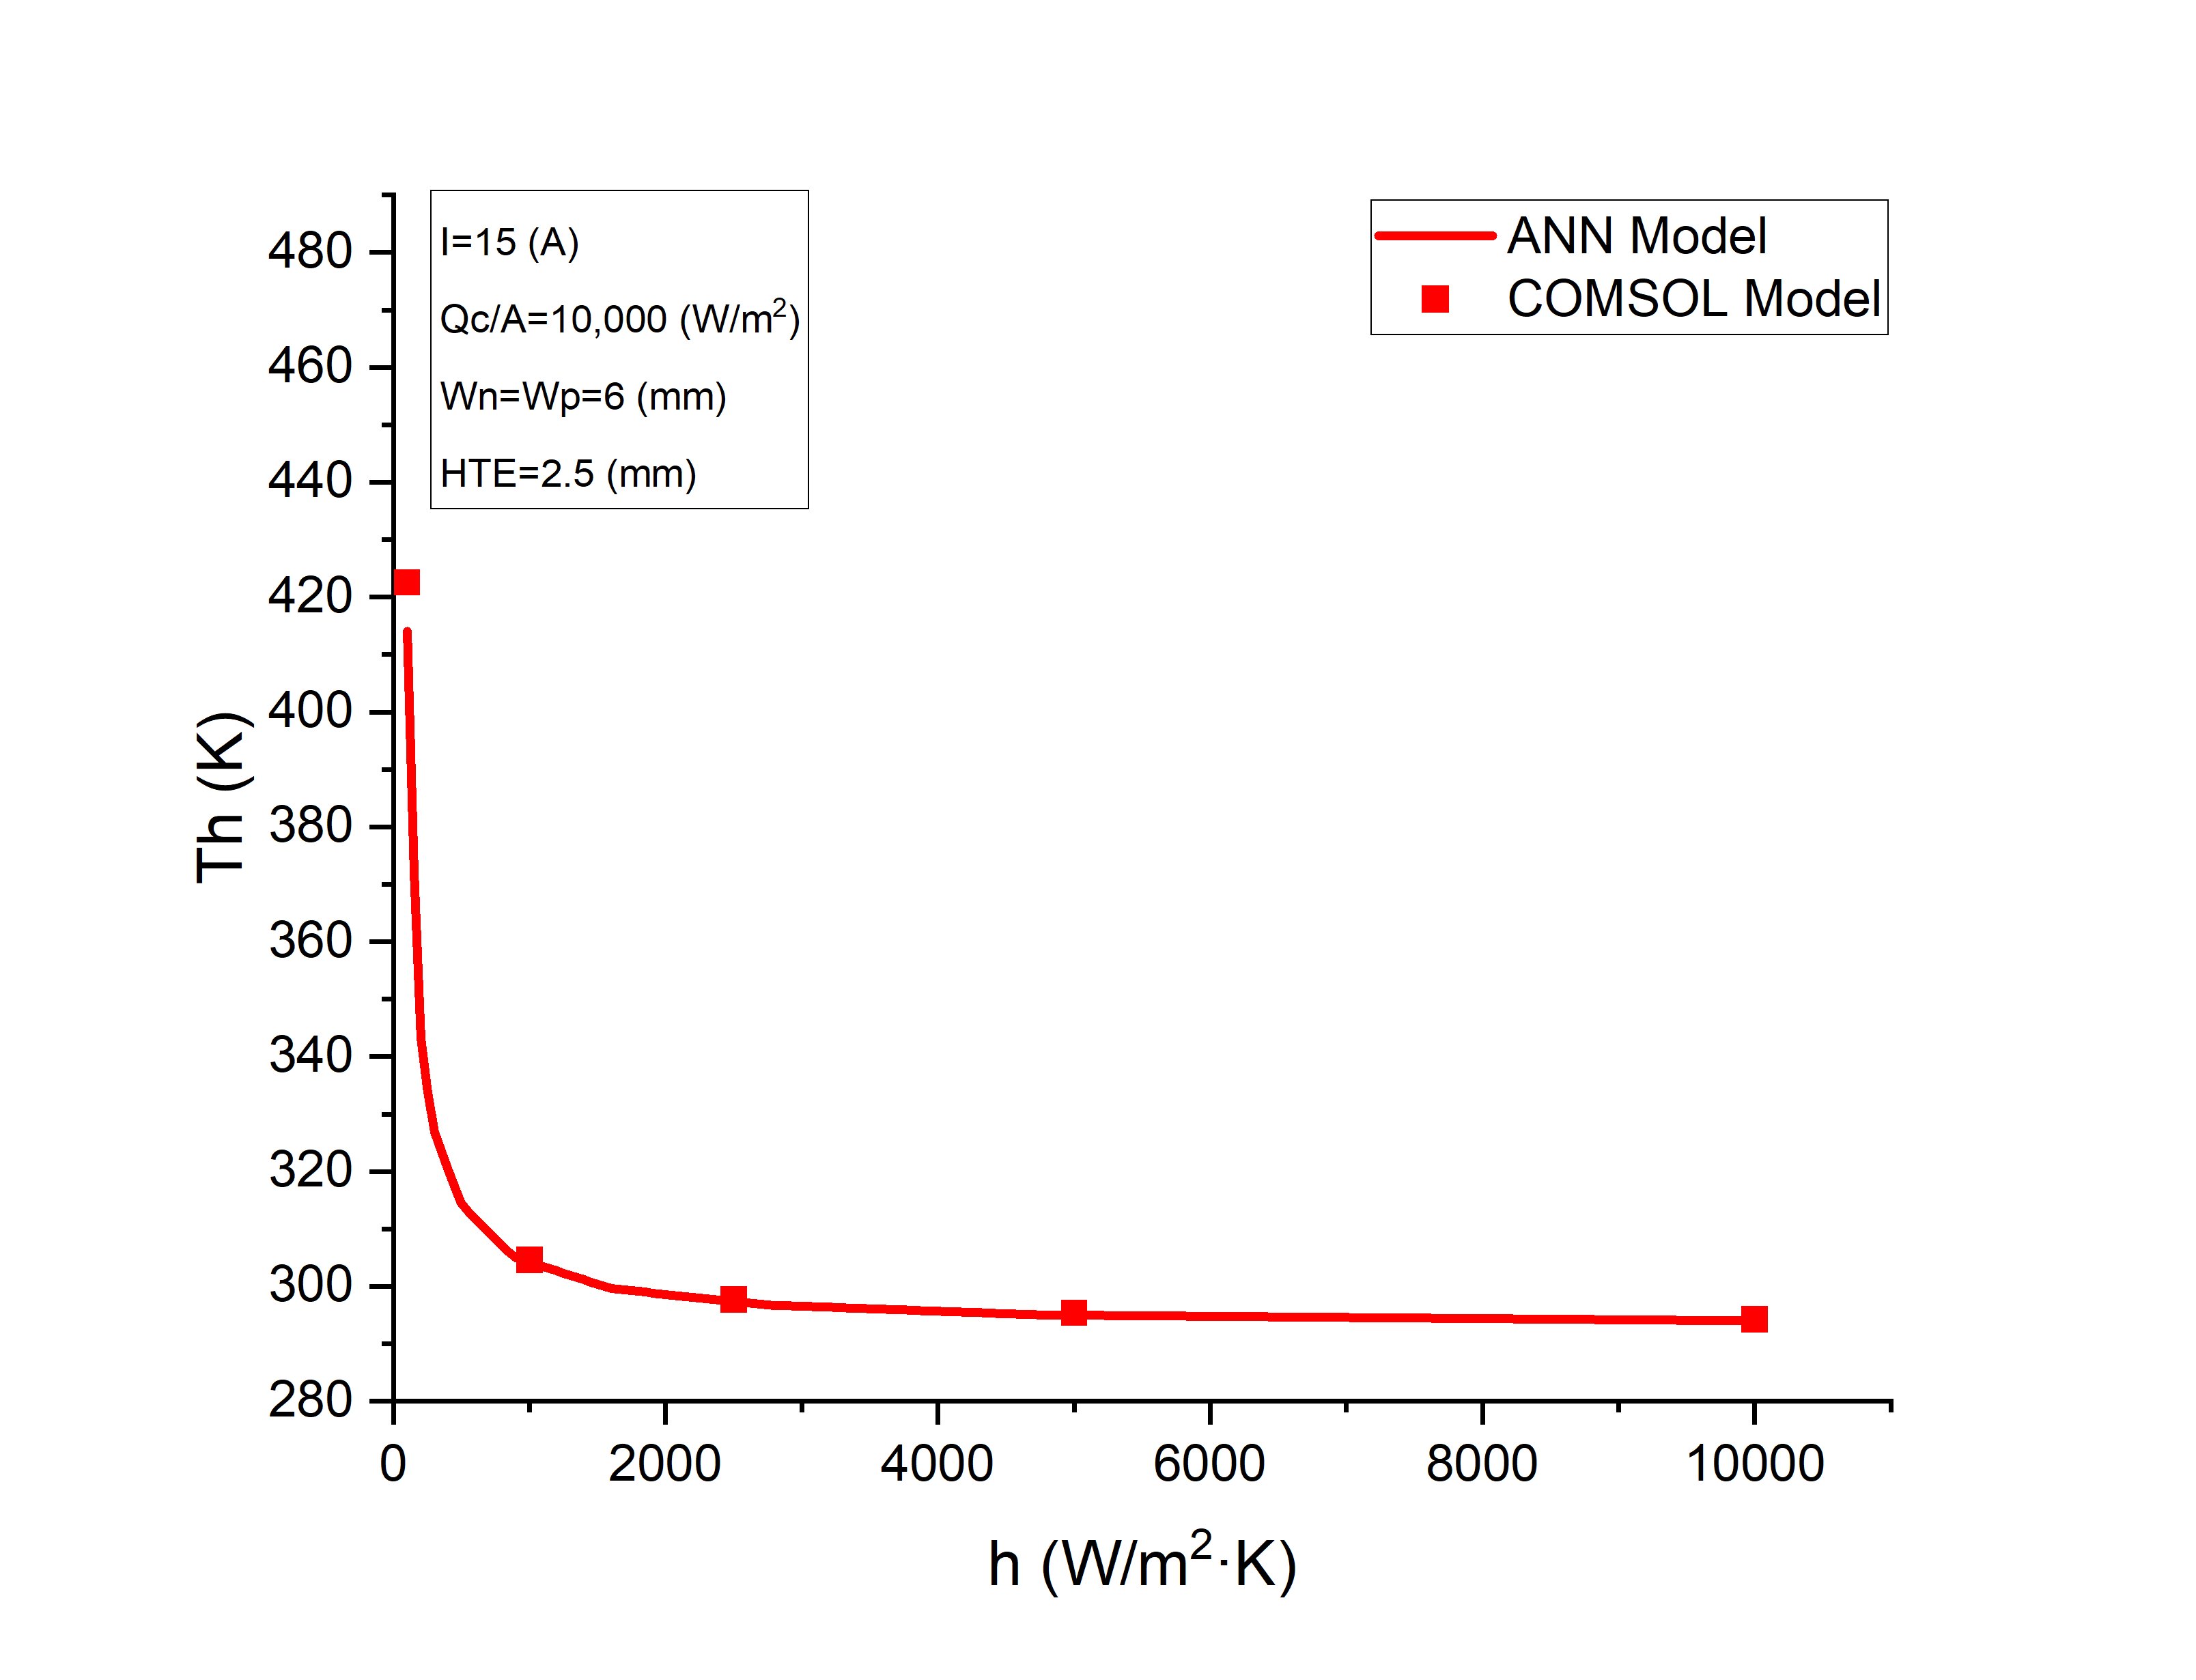 I=15 (A)
Qc/A=10,000 (W/m²)
Wn=Wp=6 (mm)
HTE=2.5 (mm)
ANN Model
COMSOL Model
480
460
440
420
400
380
360
340
320
300
280
Th (K)
0 2000 4000 6000 8000 10000
h (W/m²·K)